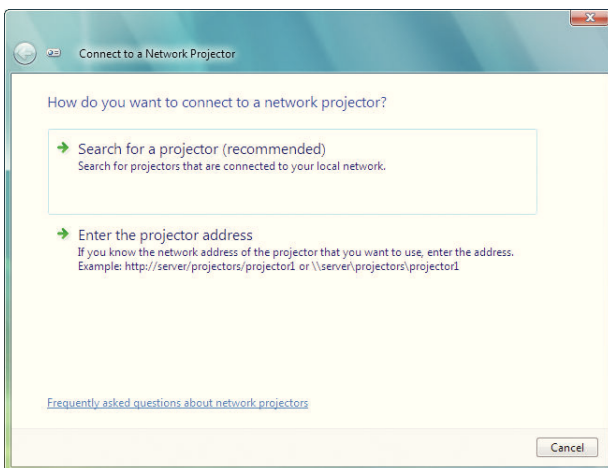 Connect to a Network Projector
How do you want to connect to a network projector?
Search for a projector (recommended)
Search for projectors that are connected to your local network.
Enter the projector address
If you know the network address of the projector that you want to use, enter the address.
Example: http://server/projectors/projector1 or \\server\projectors\projector1
Frequently asked questions about network projectors
Cancel